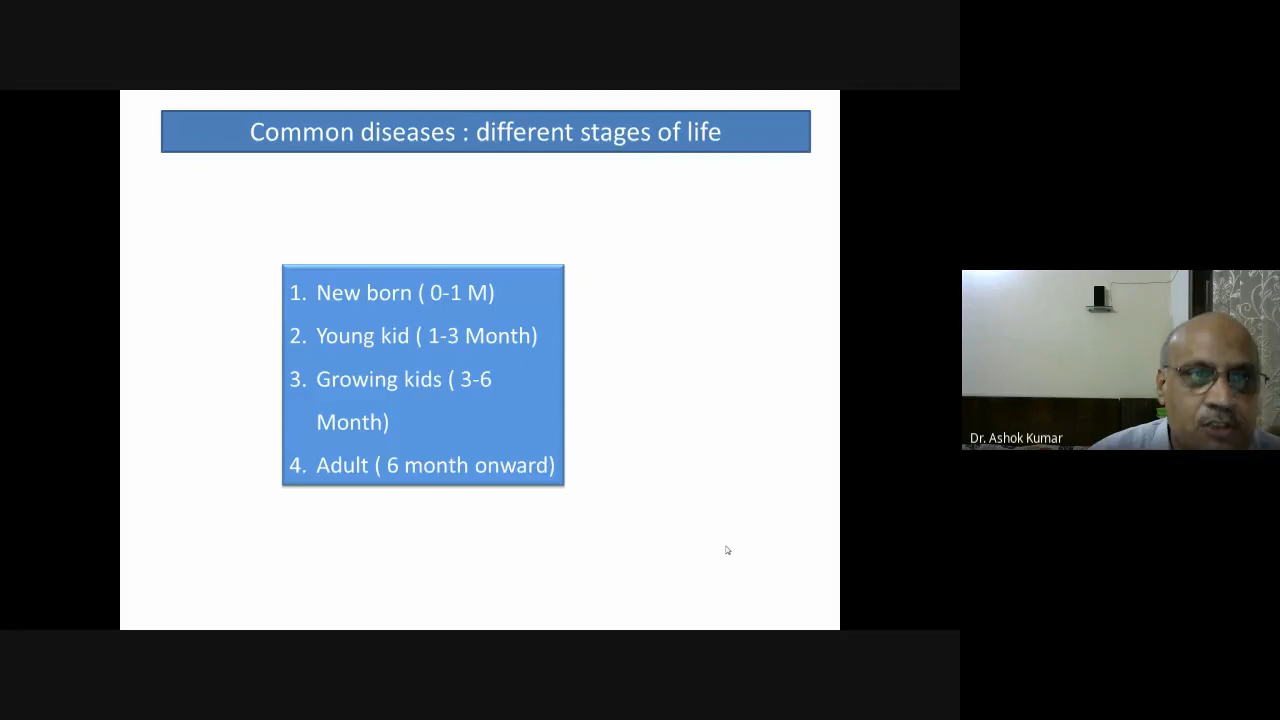 Common diseases : different stages of life
1. New born ( 0-1 M)
2. Young kid ( 1-3 Month)
3. Growing kids ( 3-6
Month)
4. Adult ( 6 month onward)
Dr. Ashok Kumar